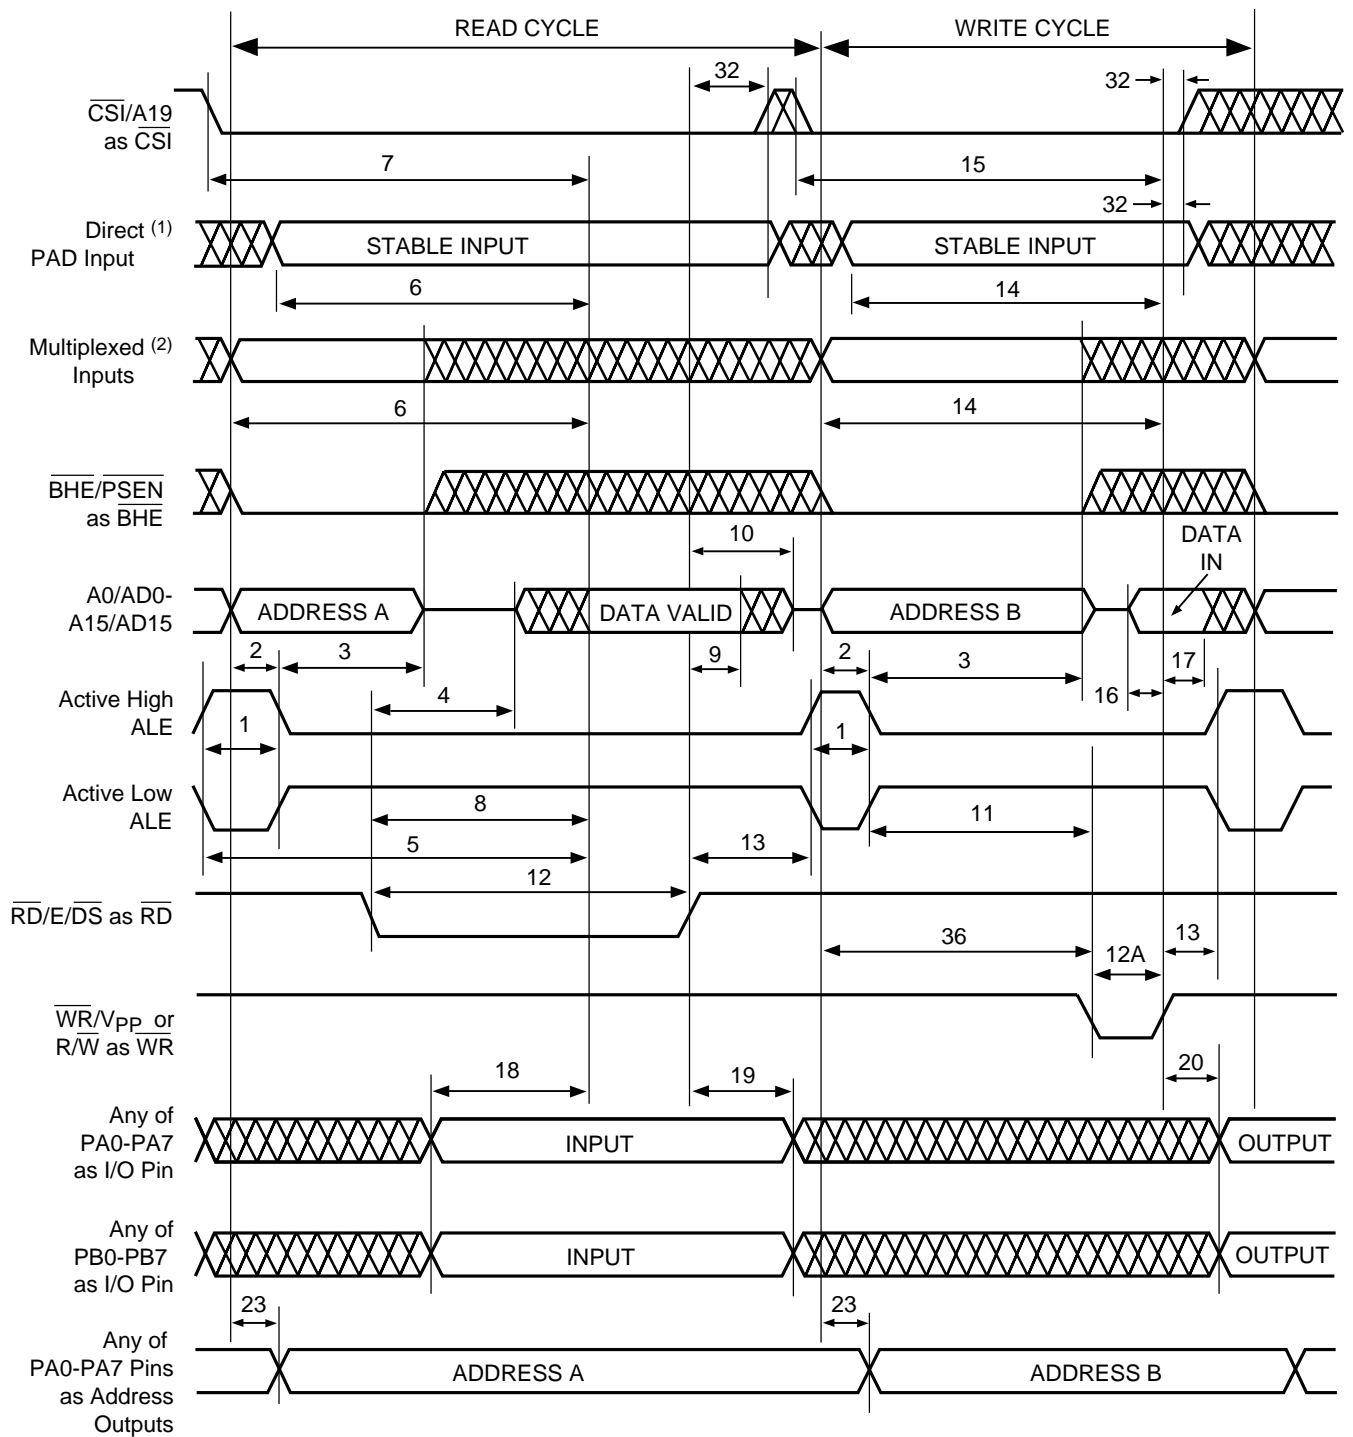 READ CYCLE
WRITE CYCLE
32
32
CSI/A19
as CSI
7
15
32
Direct (1)
PAD Input
STABLE INPUT
STABLE INPUT
6
14
Multiplexed (2)
Inputs
6
14
BHE/PSEN
as BHE
10
DATA
IN
A0/AD0-
A15/AD15
ADDRESS A
DATA VALID
ADDRESS B
2
3
9
2
3
17
4
16
Active High
ALE
1
1
Active Low
ALE
8
11
5
13
12
RD/E/DS as RD
36
12A
13
WR/VPP or
R/W as WR
18
19
20
Any of
PA0-PA7
as I/O Pin
INPUT
OUTPUT
Any of
PB0-PB7
as I/O Pin
INPUT
OUTPUT
23
23
Any of
PA0-PA7 Pins
as Address
Outputs
ADDRESS A
ADDRESS B